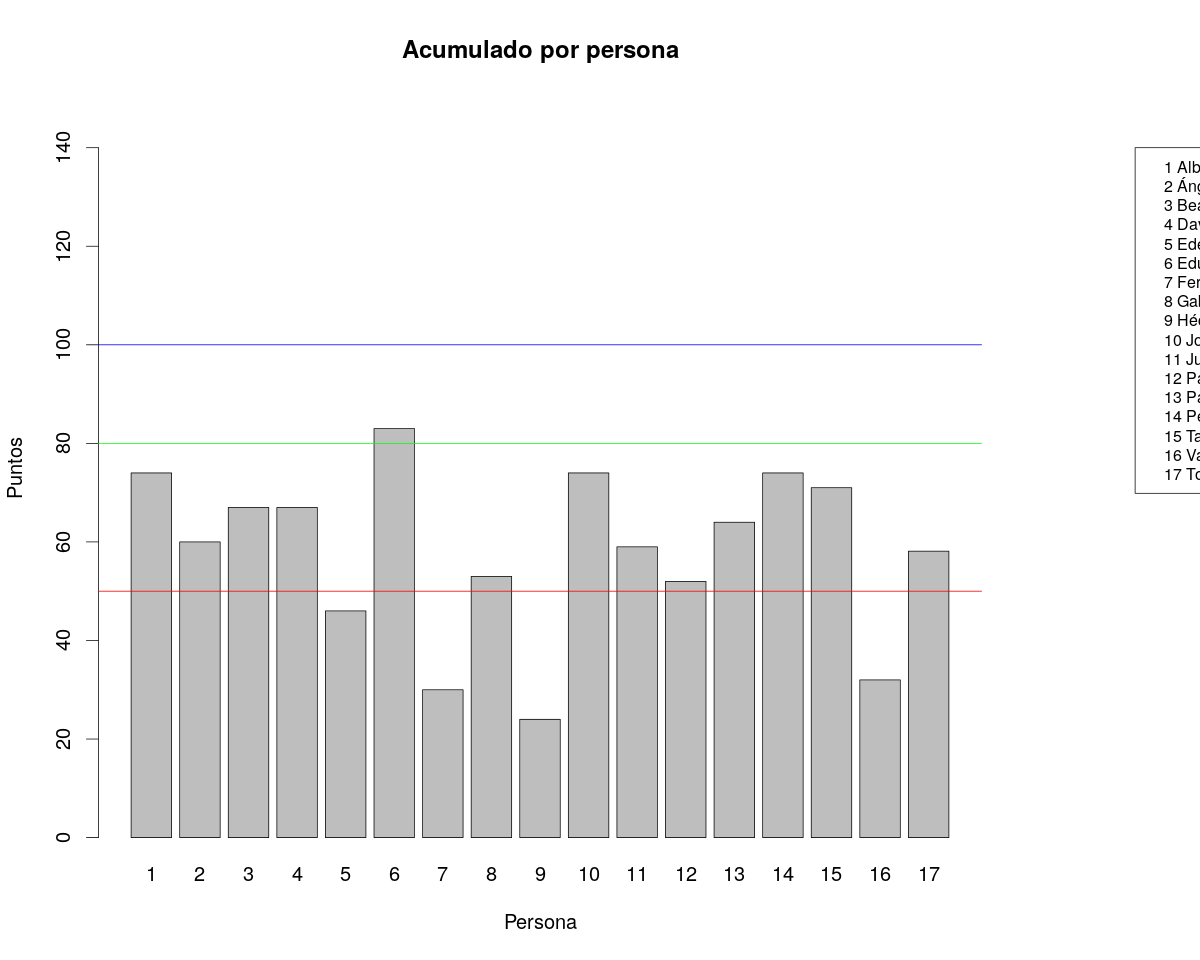 Acumulado por persona
Puntos
140
120
100
80
60
40
20
0
1 2 3 4 5 6 7 8 9 10 11 12 13 14 15 16 17
Persona
1 Alb
2 Áng
3 Bea
4 Dav
5 Ede
6 Edu
7 Fer
8 Gal
9 Héc
10 Jo
11 Ju
12 Pa
13 Pa
14 Pe
15 Ta
16 Va
17 To